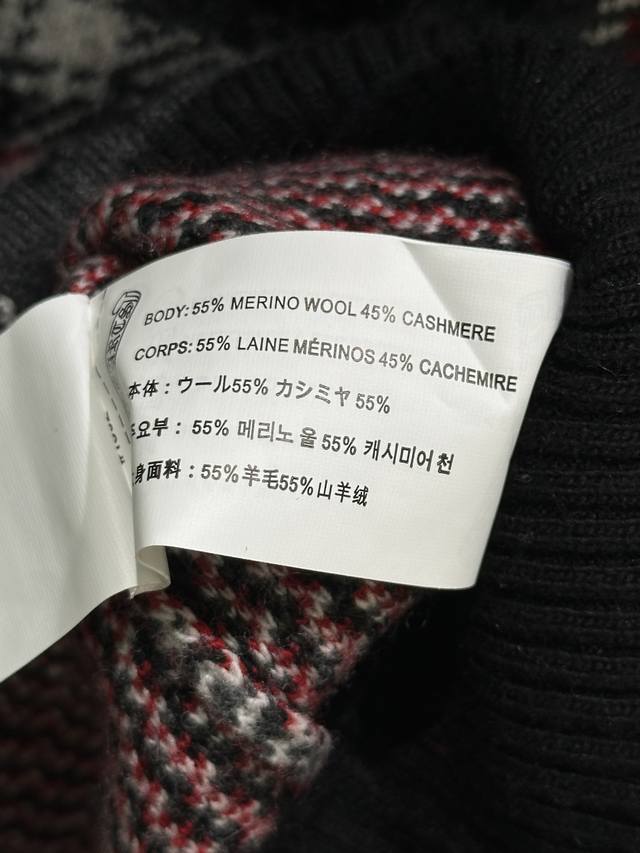 BODY: 55% MERINO WOOL 45% CASHMERE
CORPS: 55% LAINE MÉRINOS 45% CACHEMIRE
本体：ウール55% カシミヤ 55%
요부： 55% 메리노 울 55% 캐시미어 천
身面料：55%羊毛55%山羊绒